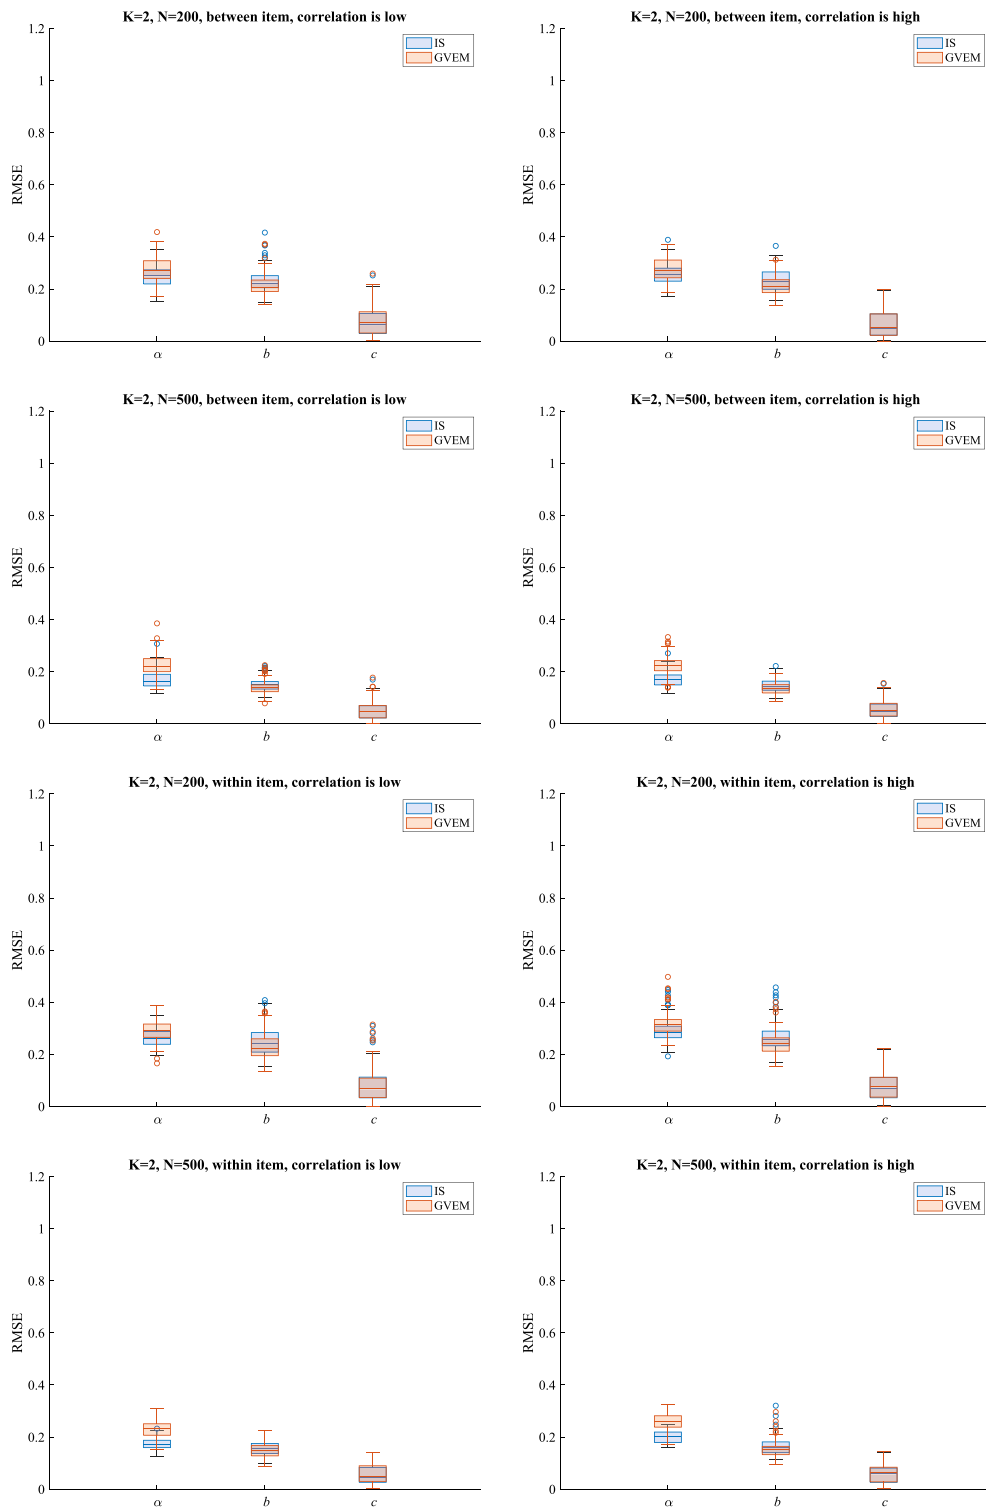 K=2, N=200, between item, correlation is low
1.2
1
0.8
0.6
0.4
0.2
0
RMSE
α b c
IS
GVEM
K=2, N=200, between item, correlation is high
1.2
1
0.8
0.6
0.4
0.2
0
RMSE
α b c
IS
GVEM
K=2, N=500, between item, correlation is low
1.2
1
0.8
0.6
0.4
0.2
0
RMSE
α b c
IS
GVEM
K=2, N=500, between item, correlation is high
1.2
1
0.8
0.6
0.4
0.2
0
RMSE
α b c
IS
GVEM
K=2, N=200, within item, correlation is low
1.2
1
0.8
0.6
0.4
0.2
0
RMSE
α b c
IS
GVEM
K=2, N=200, within item, correlation is high
1.2
1
0.8
0.6
0.4
0.2
0
RMSE
α b c
IS
GVEM
K=2, N=500, within item, correlation is low
1.2
1
0.8
0.6
0.4
0.2
0
RMSE
α b c
IS
GVEM
K=2, N=500, within item, correlation is high
1.2
1
0.8
0.6
0.4
0.2
0
RMSE
α b c
IS
GVEM